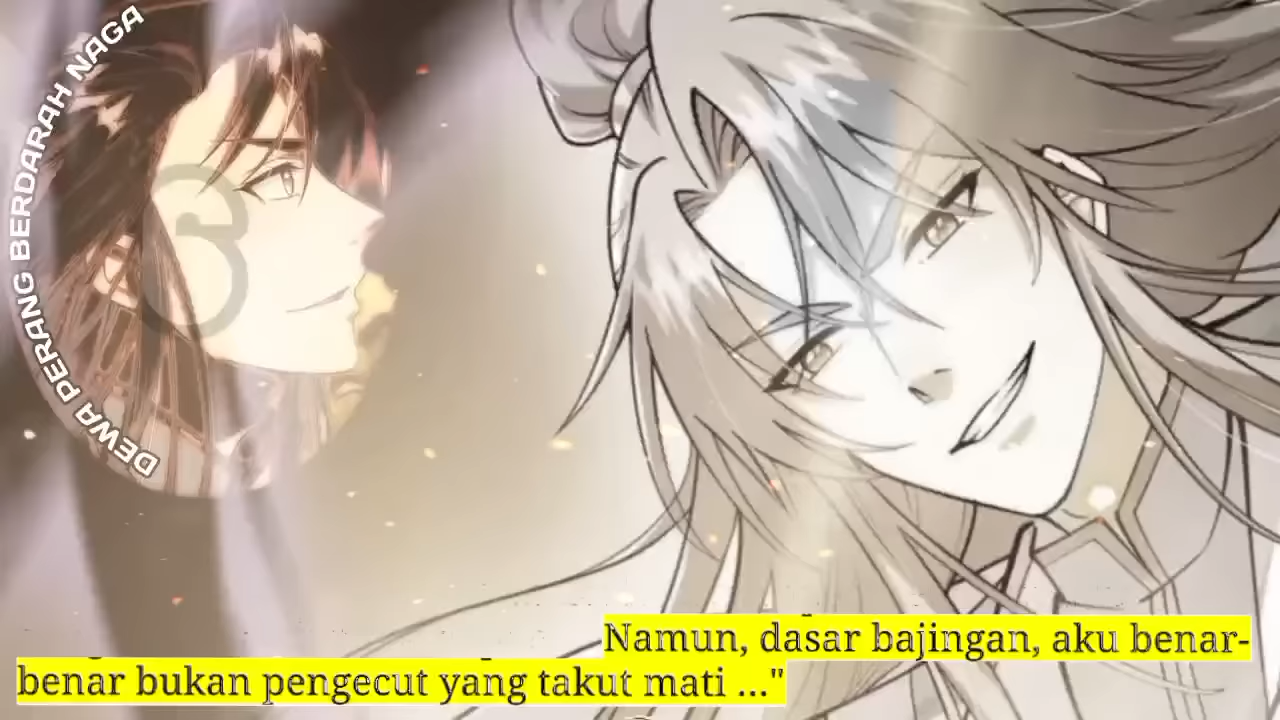 DEWA PERANG BERDARAH NAGA
Namun, dasar bajingan, aku benar-
benar bukan pengecut yang takut mati ..."